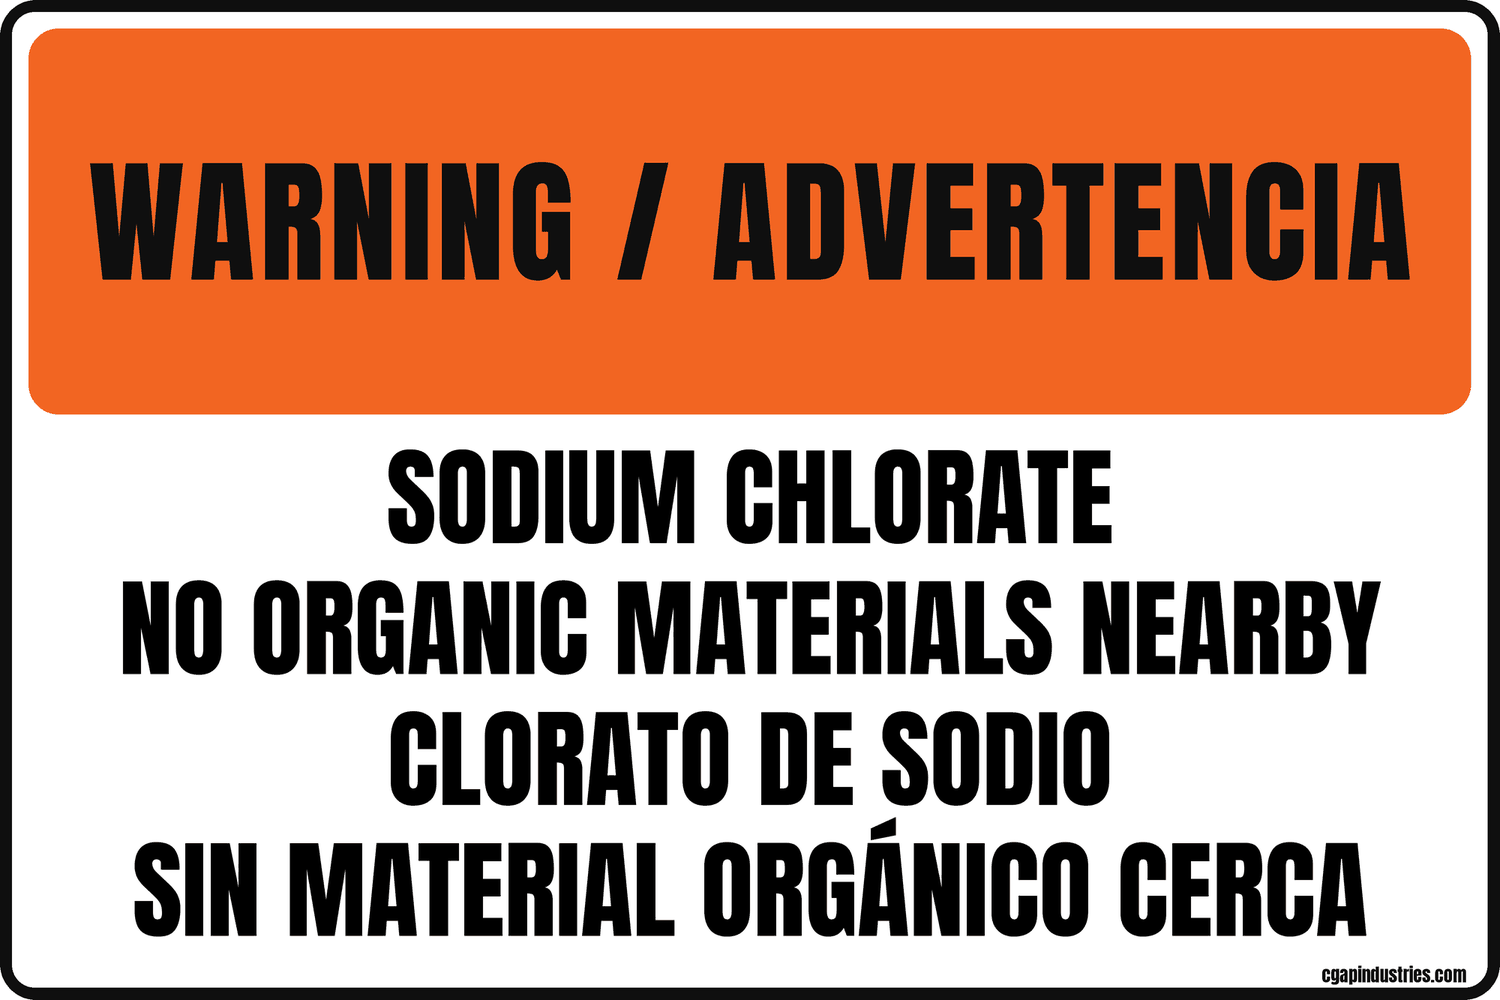 WARNING / ADVERTENCIA
SODIUM CHLORATE
NO ORGANIC MATERIALS NEARBY
CLORATO DE SODIO
SIN MATERIAL ORGÁNICO CERCA
cgapindustries.com